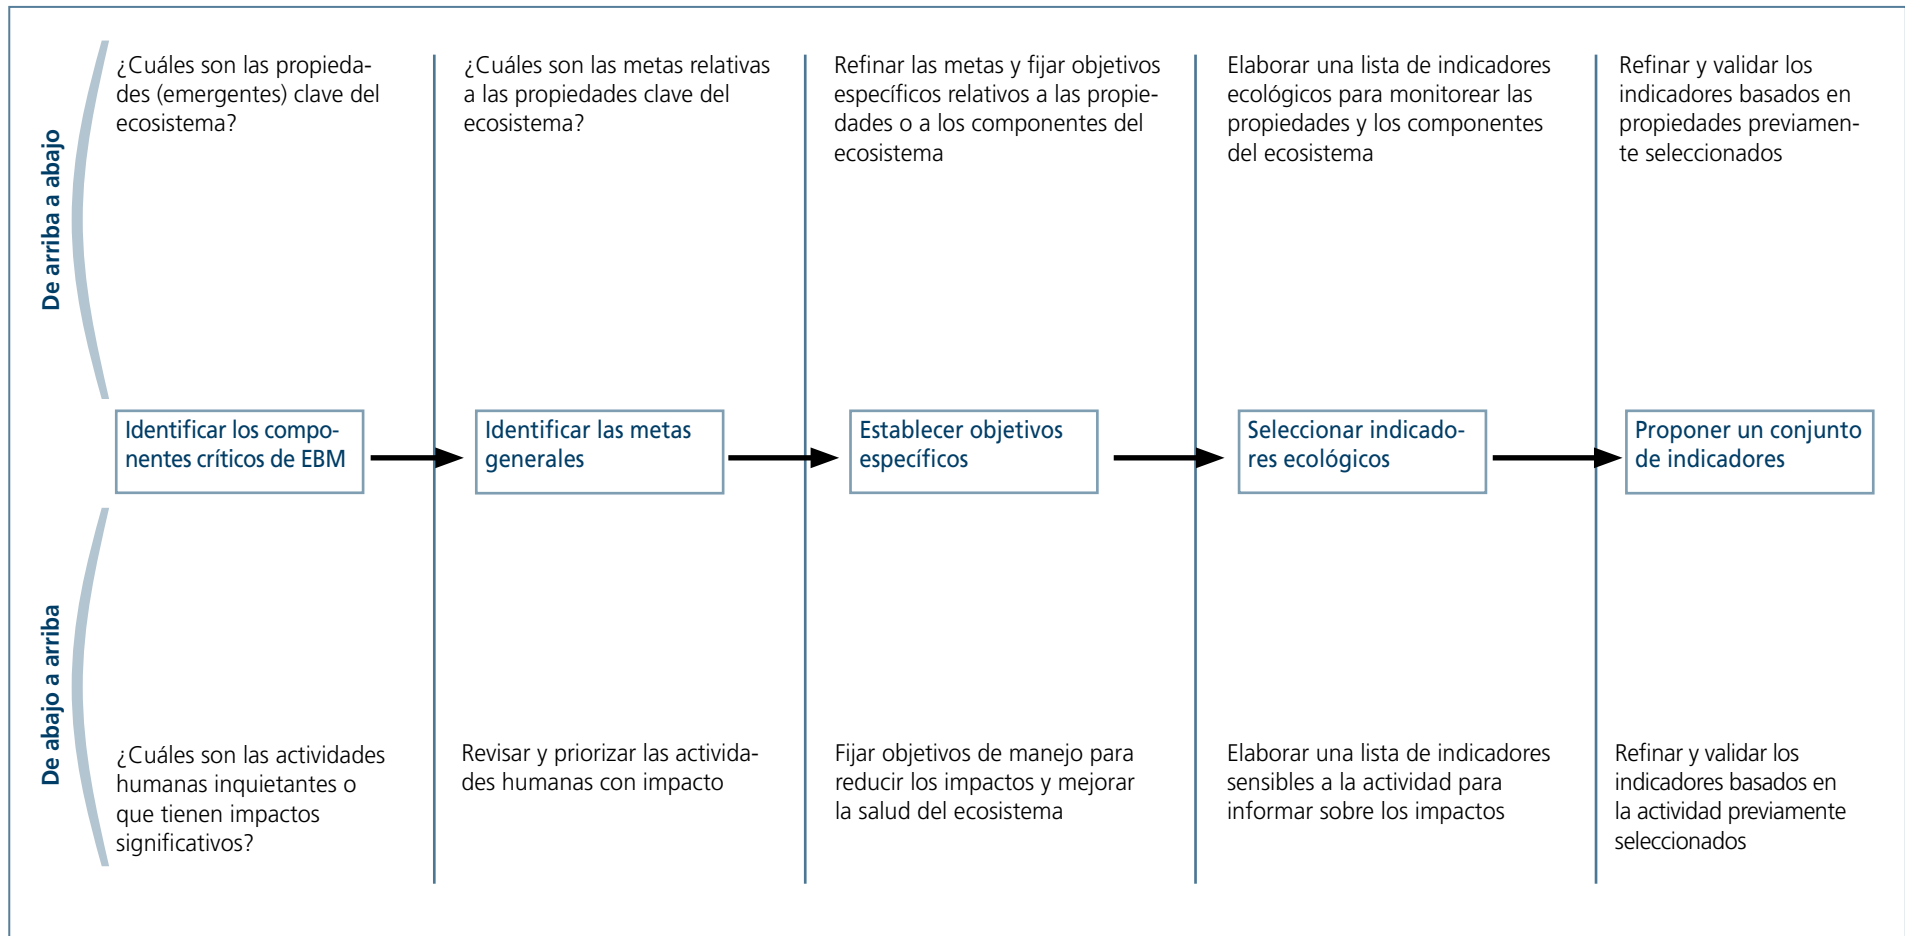 De arriba a abajo
¿Cuáles son las propieda-
des (emergentes) clave del
ecosistema?
¿Cuáles son las metas relativas
a las propiedades clave del
ecosistema?
Refinar las metas y fijar objetivos
específicos relativos a las propie-
dades o a los componentes del
ecosistema
Elaborar una lista de indicadores
ecológicos para monitorear las
propiedades y los componentes
del ecosistema
Refinar y validar los
indicadores basados en
propiedades previamen-
te seleccionados
Identificar los compo-
nentes críticos de EBM
Identificar las metas
generales
Establecer objetivos
específicos
Seleccionar indicado-
res ecológicos
Proponer un conjunto
de indicadores
De abajo a arriba
¿Cuáles son las actividades
humanas inquietantes o
que tienen impactos
significativos?
Revisar y priorizar las activida-
des humanas con impacto
Fijar objetivos de manejo para
reducir los impactos y mejorar
la salud del ecosistema
Elaborar una lista de indicadores
sensibles a la actividad para
informar sobre los impactos
Refinar y validar los
indicadores basados en
la actividad previamente
seleccionados